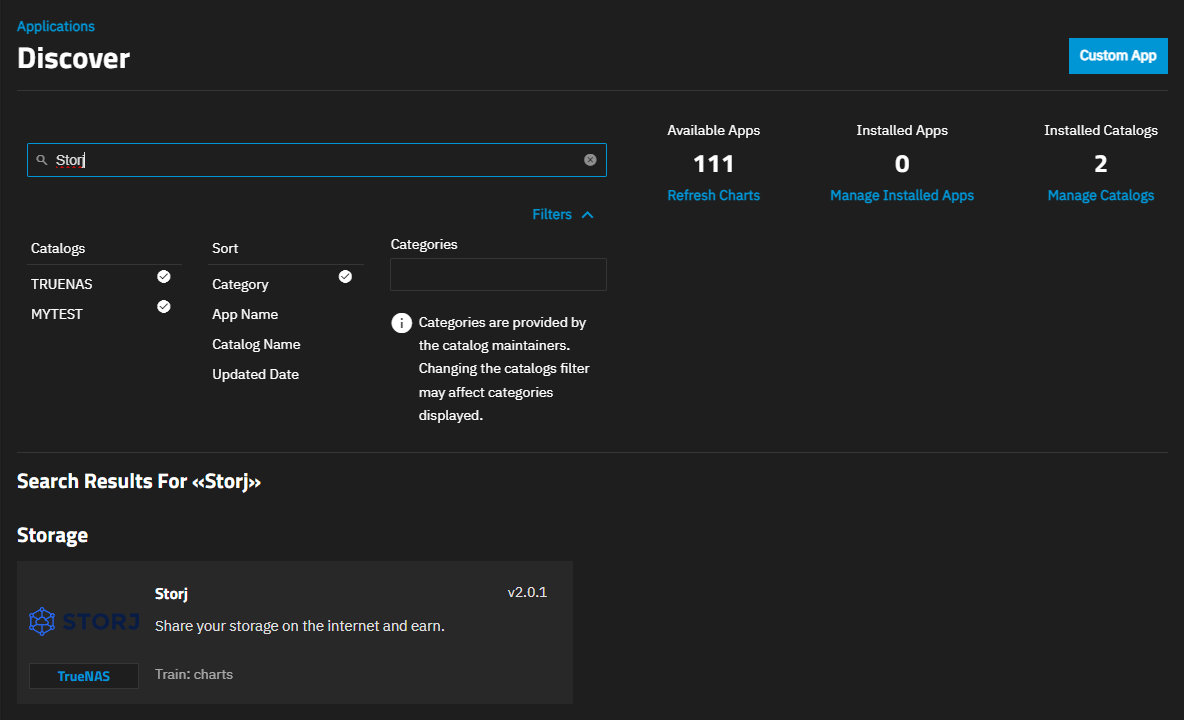 Applications
Discover
Custom App
Storj
Available Apps
111
Refresh Charts
Installed Apps
0
Manage Installed Apps
Installed Catalogs
2
Manage Catalogs
Filters
Catalogs
TRUENAS
MYTEST
Sort
Category
App Name
Catalog Name
Updated Date
Categories
Categories are provided by
the catalog maintainers.
Changing the catalogs filter
may affect categories
displayed.
Search Results For «Storj»
Storage
STORJ
TrueNAS
Storj
v2.0.1
Share your storage on the internet and earn.
Train: charts